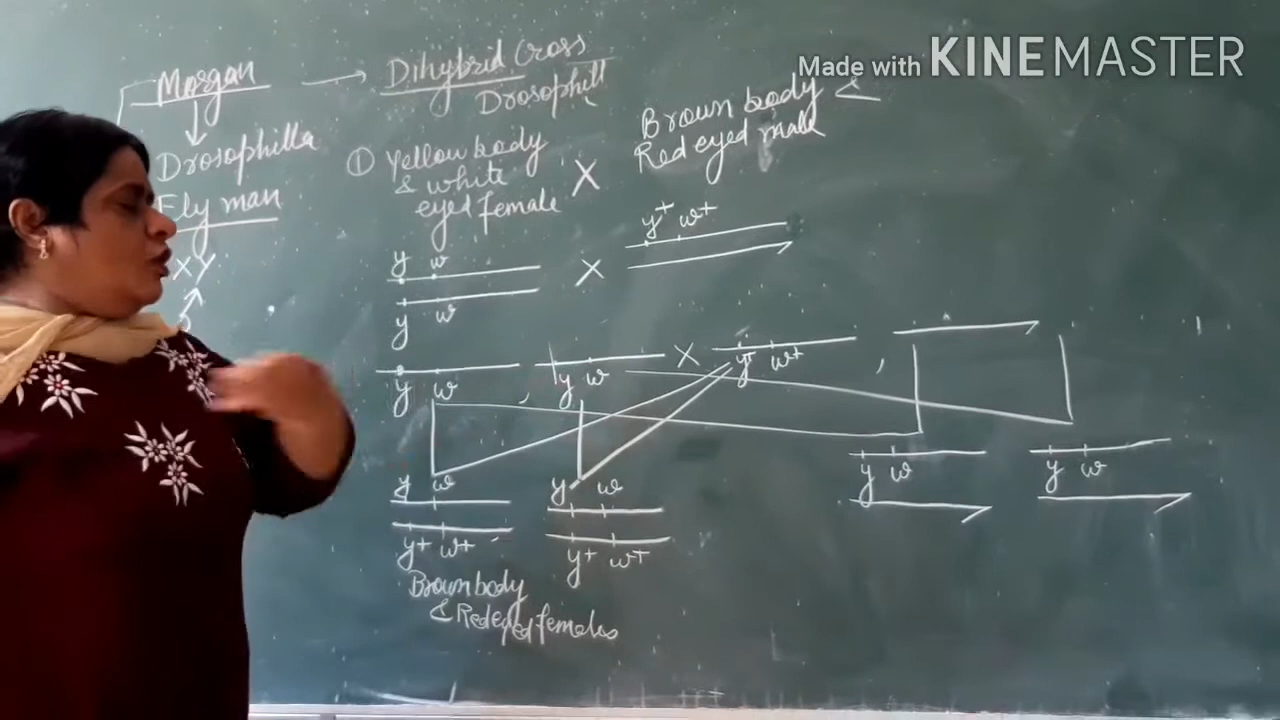 Made with KINEMASTER
Morgan → Dihybrid Cross
Drosophill
Drosophilla
Fly man
XY
① Yellow body
& white
eyed female
X
Brown body &
Red eyed male
y w
y w
X
y+ w+
y w , y w X y+ w+ ,
y w
y+ w+
y w
y+ w+
y w
y w
Brown body
& Red eyed females